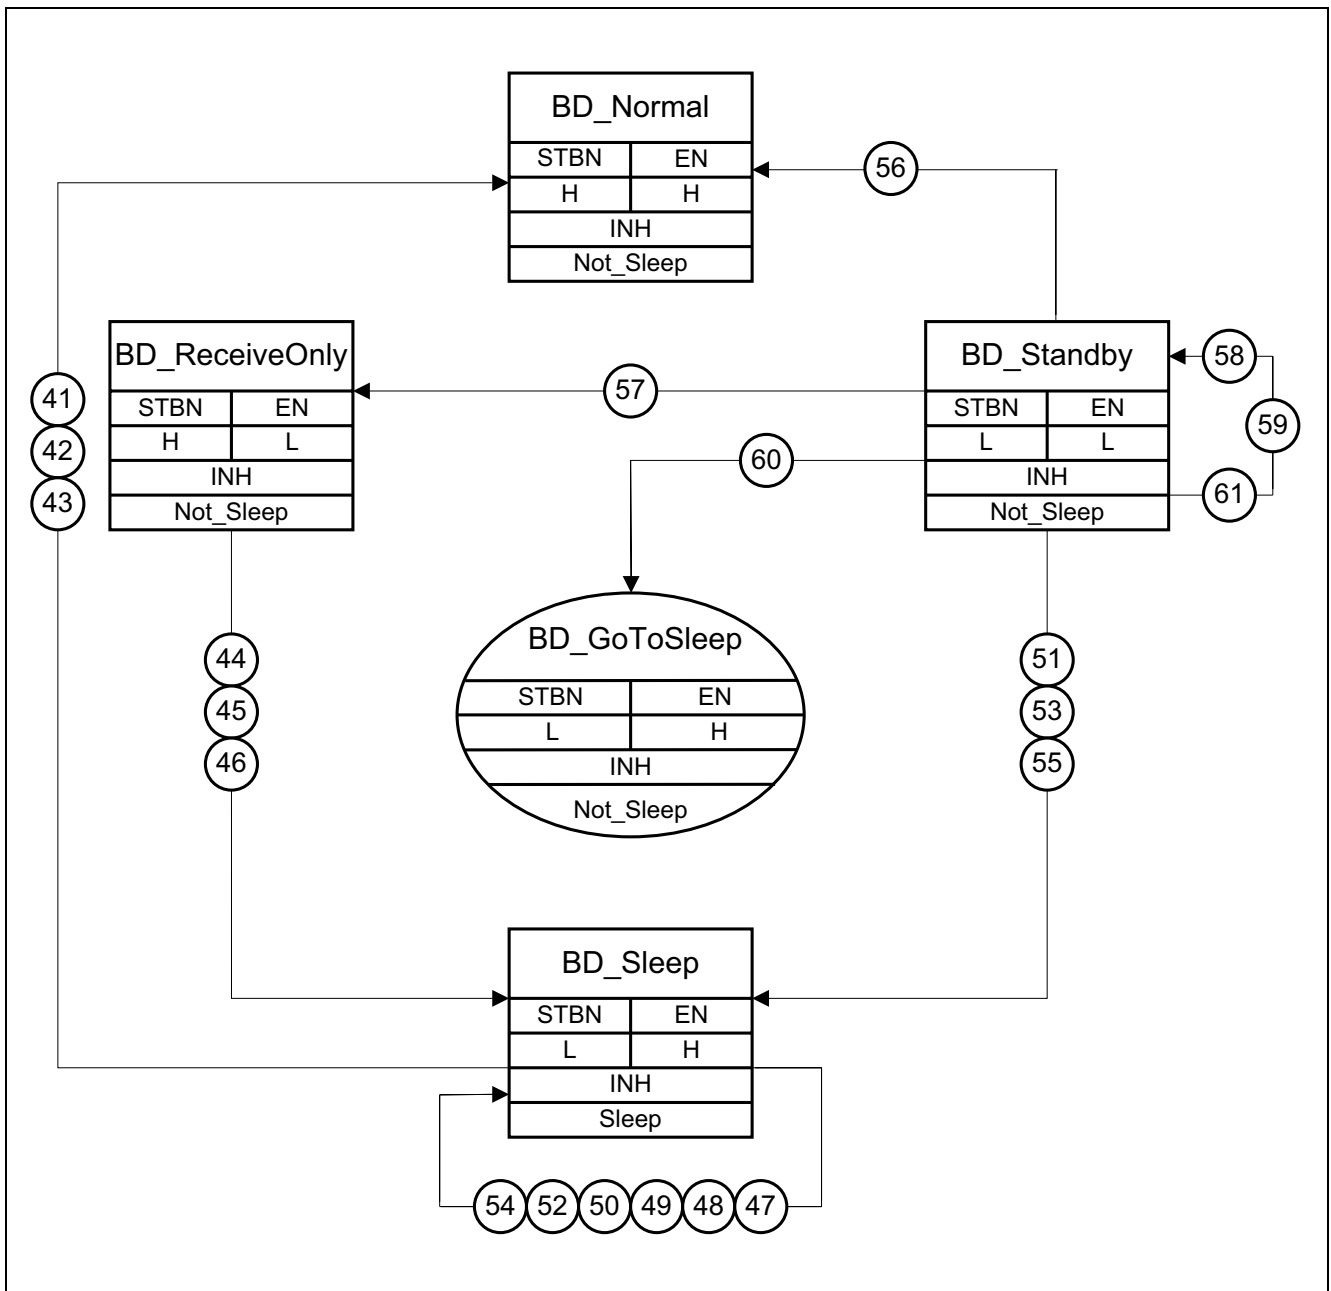 BD_Normal
STBN EN
H H
INH
Not_Sleep
56
BD_ReceiveOnly
STBN EN
H L
INH
Not_Sleep
41
42
43
57
BD_Standby
STBN EN
L L
INH
Not_Sleep
58
59
61
60
44
45
46
BD_GoToSleep
STBN EN
L H
INH
Not_Sleep
51
53
55
BD_Sleep
STBN EN
L H
INH
Sleep
54 52 50 49 48 47